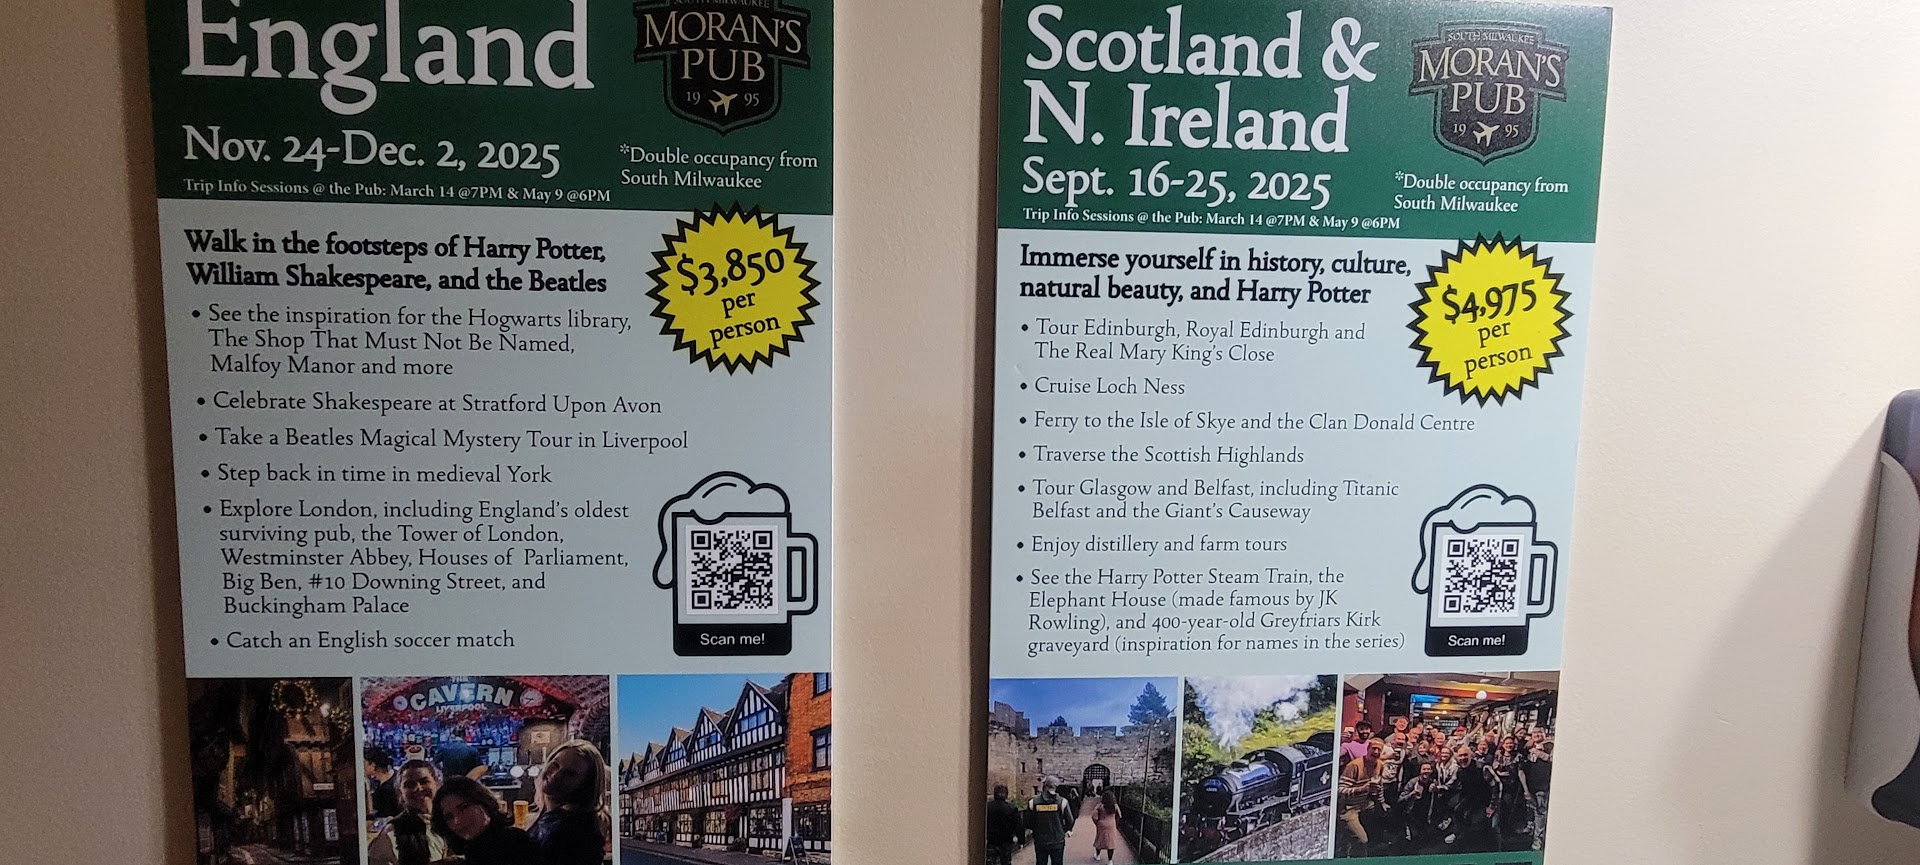 England
SOUTH MILWAUKEE
MORAN'S
PUB
19 95
Nov. 24-Dec. 2, 2025
*Double occupancy from
South Milwaukee
Trip Info Sessions @ the Pub: March 14 @7PM & May 9 @6PM
Walk in the footsteps of Harry Potter,
William Shakespeare, and the Beatles
$3,850
per
person
• See the inspiration for the Hogwarts library,
The Shop That Must Not Be Named,
Malfoy Manor and more
• Celebrate Shakespeare at Stratford Upon Avon
• Take a Beatles Magical Mystery Tour in Liverpool
• Step back in time in medieval York
• Explore London, including England's oldest
surviving pub, the Tower of London,
Westminster Abbey, Houses of Parliament,
Big Ben, #10 Downing Street, and
Buckingham Palace
• Catch an English soccer match
Scan me!
THE
CAVERN
LIVERPOOL
Scotland &
N. Ireland
SOUTH MILWAUKEE
MORAN'S
PUB
19 95
Sept. 16-25, 2025
*Double occupancy from
South Milwaukee
Trip Info Sessions @ the Pub: March 14 @7PM & May 9 @6PM
Immerse yourself in history, culture,
natural beauty, and Harry Potter
$4,975
per
person
• Tour Edinburgh, Royal Edinburgh and
The Real Mary King's Close
• Cruise Loch Ness
• Ferry to the Isle of Skye and the Clan Donald Centre
• Traverse the Scottish Highlands
• Tour Glasgow and Belfast, including Titanic
Belfast and the Giant's Causeway
• Enjoy distillery and farm tours
• See the Harry Potter Steam Train, the
Elephant House (made famous by JK
Rowling), and 400-year-old Greyfriars Kirk
graveyard (inspiration for names in the series)
Scan me!